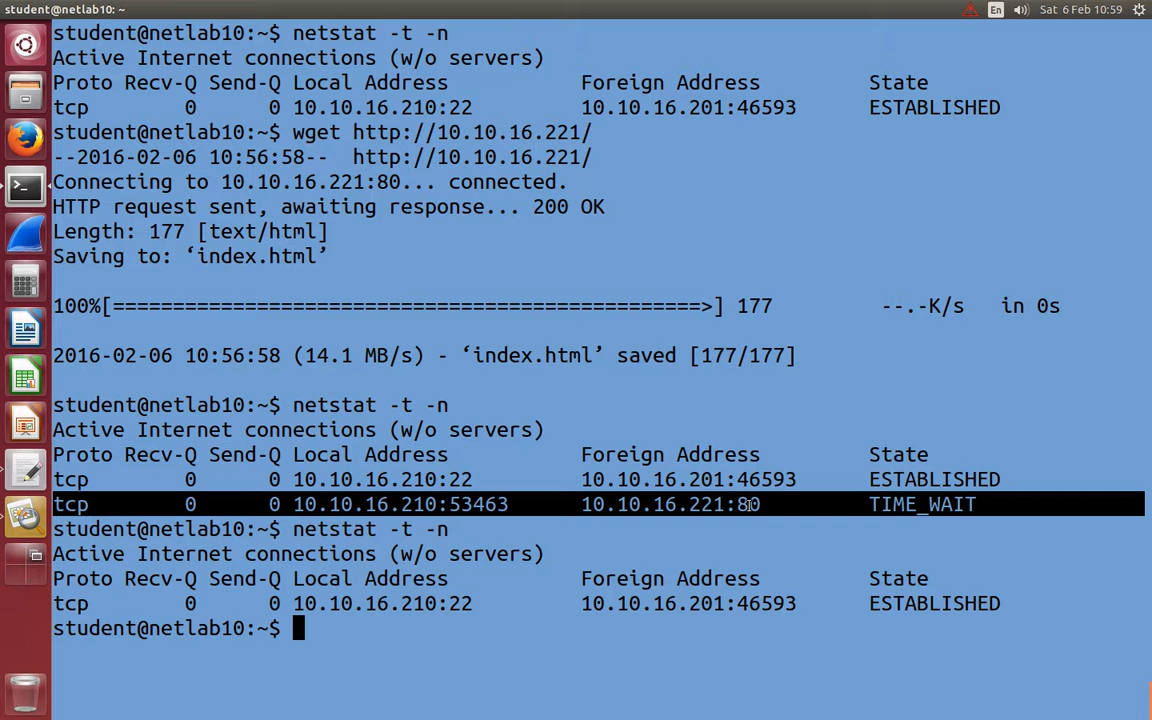 student@netlab10: ~
En
Sat 6 Feb 10:59
student@netlab10:~$ netstat -t -n
Active Internet connections (w/o servers)
Proto Recv-Q Send-Q Local Address           Foreign Address         State
tcp        0      0 10.10.16.210:22         10.10.16.201:46593      ESTABLISHED
student@netlab10:~$ wget http://10.10.16.221/
--2016-02-06 10:56:58--  http://10.10.16.221/
Connecting to 10.10.16.221:80... connected.
HTTP request sent, awaiting response... 200 OK
Length: 177 [text/html]
Saving to: ‘index.html’
100%[=================================================>] 177         --.-K/s   in 0s
2016-02-06 10:56:58 (14.1 MB/s) - ‘index.html’ saved [177/177]
student@netlab10:~$ netstat -t -n
Active Internet connections (w/o servers)
Proto Recv-Q Send-Q Local Address           Foreign Address         State
tcp        0      0 10.10.16.210:22         10.10.16.201:46593      ESTABLISHED
tcp        0      0 10.10.16.210:53463      10.10.16.221:80         TIME_WAIT
student@netlab10:~$ netstat -t -n
Active Internet connections (w/o servers)
Proto Recv-Q Send-Q Local Address           Foreign Address         State
tcp        0      0 10.10.16.210:22         10.10.16.201:46593      ESTABLISHED
student@netlab10:~$